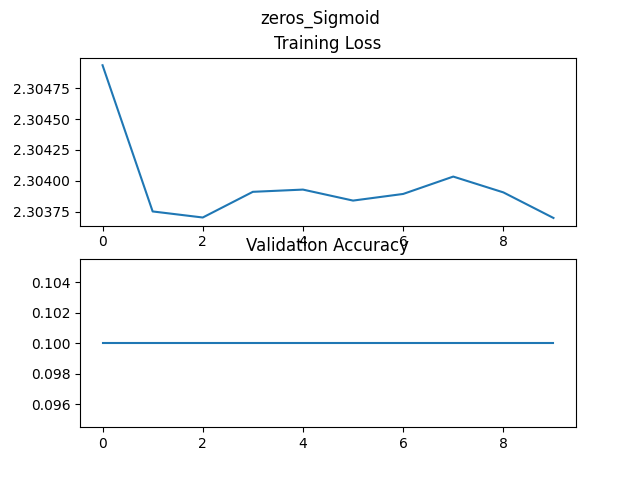 zeros_Sigmoid
Training Loss
2.30475
2.30450
2.30425
2.30400
2.30375
0 2 4 6 8
Validation Accuracy
0.104
0.102
0.100
0.098
0.096
0 2 4 6 8